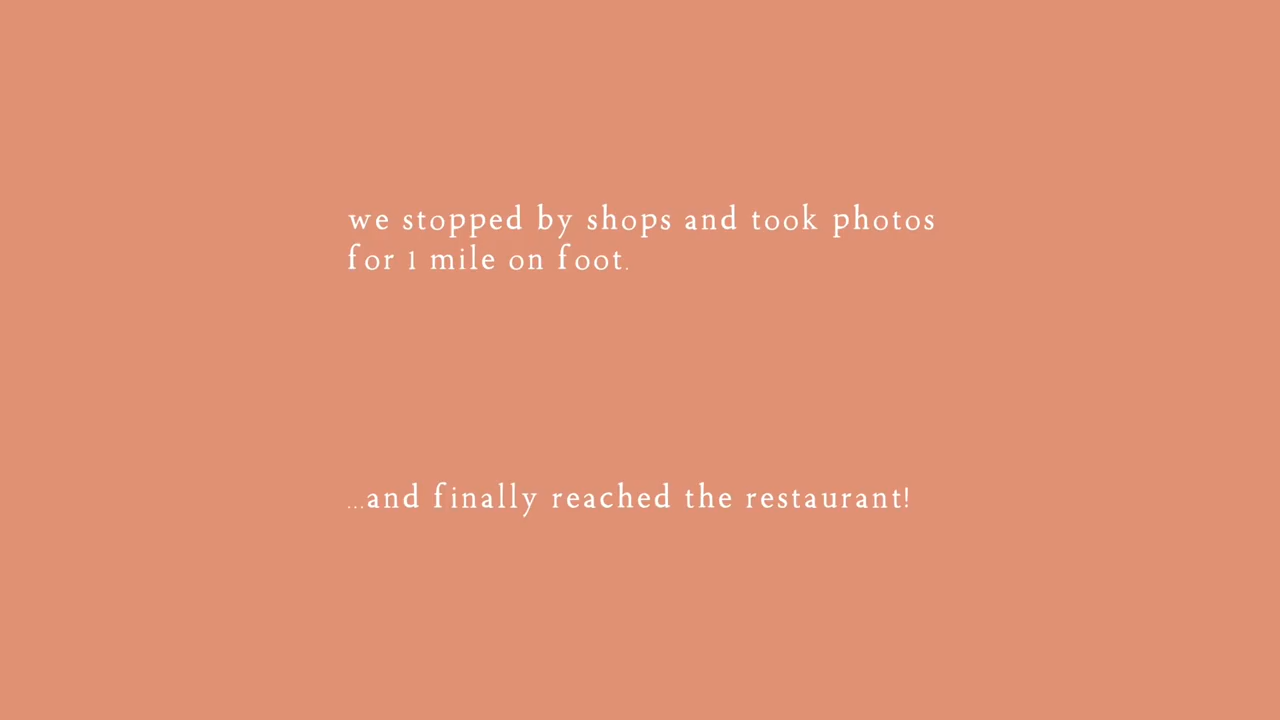 we stopped by shops and took photos
for 1 mile on foot.
...and finally reached the restaurant!